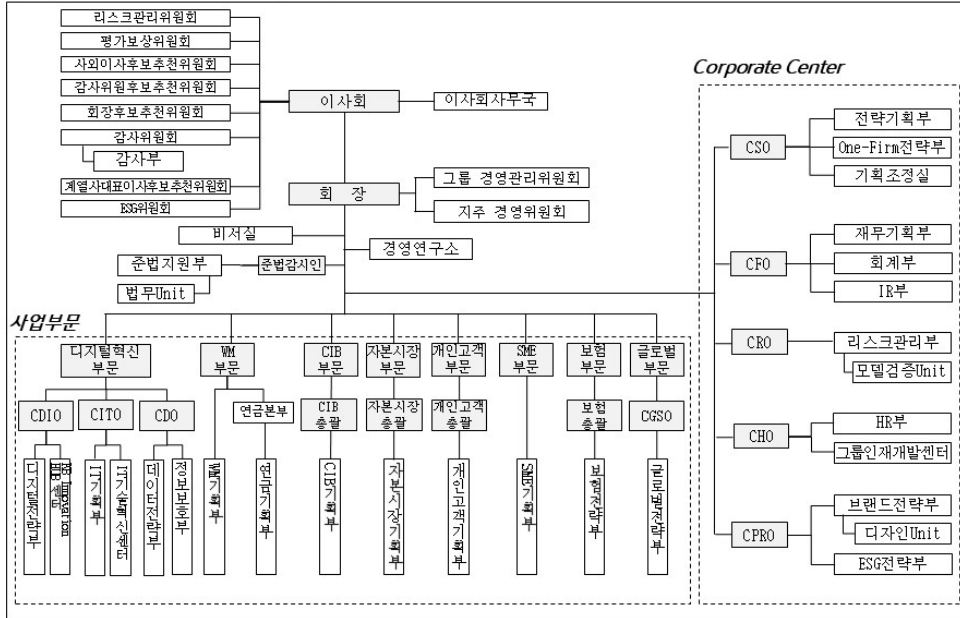 리스크관리위원회
평가보상위원회
사외이사후보추천위원회
감사위원후보추천위원회
회장후보추천위원회
감사위원회
감사부
계열사대표이사후보추천위원회
ESG위원회
이사회
이사회사무국
회 장
그룹 경영관리위원회
지주 경영위원회
비서실
경영연구소
준법지원부
준법감시인
법무Unit
Corporate Center
CSO
전략기획부
One-Firm전략부
기획조정실
CFO
재무기획부
회계부
IR부
CRO
리스크관리부
모델검증Unit
CHO
HR부
그룹인재개발센터
CPRO
브랜드전략부
디자인Unit
ESG전략부
사업부문
디지털혁신
부문
WM
부문
CIB
부문
자본시장
부문
개인고객
부문
SME
부문
보험
부문
글로벌
부문
CDIO
CITO
CDO
연금본부
CIB
총괄
자본시장
총괄
개인고객
총괄
보험
총괄
CGSO
디지털전략부
KB Innovation
HUB센터
IT기획부
IT기술혁신센터
데이터전략부
정보보호부
WM기획부
연금기획부
CIB기획부
자본시장기획부
개인고객기획부
SME기획부
보험전략부
글로벌전략부